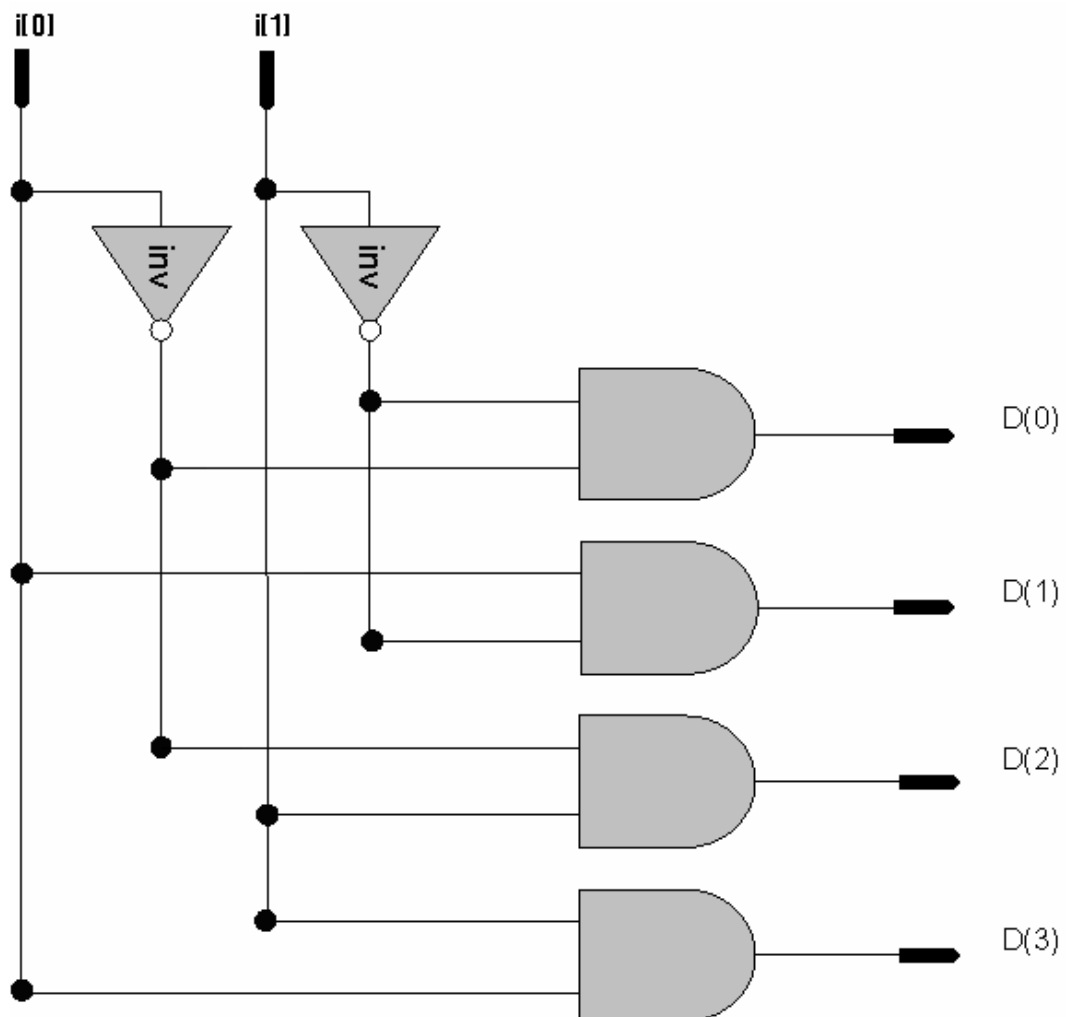 i[0] i[1]
inv inv
D(0)
D(1)
D(2)
D(3)